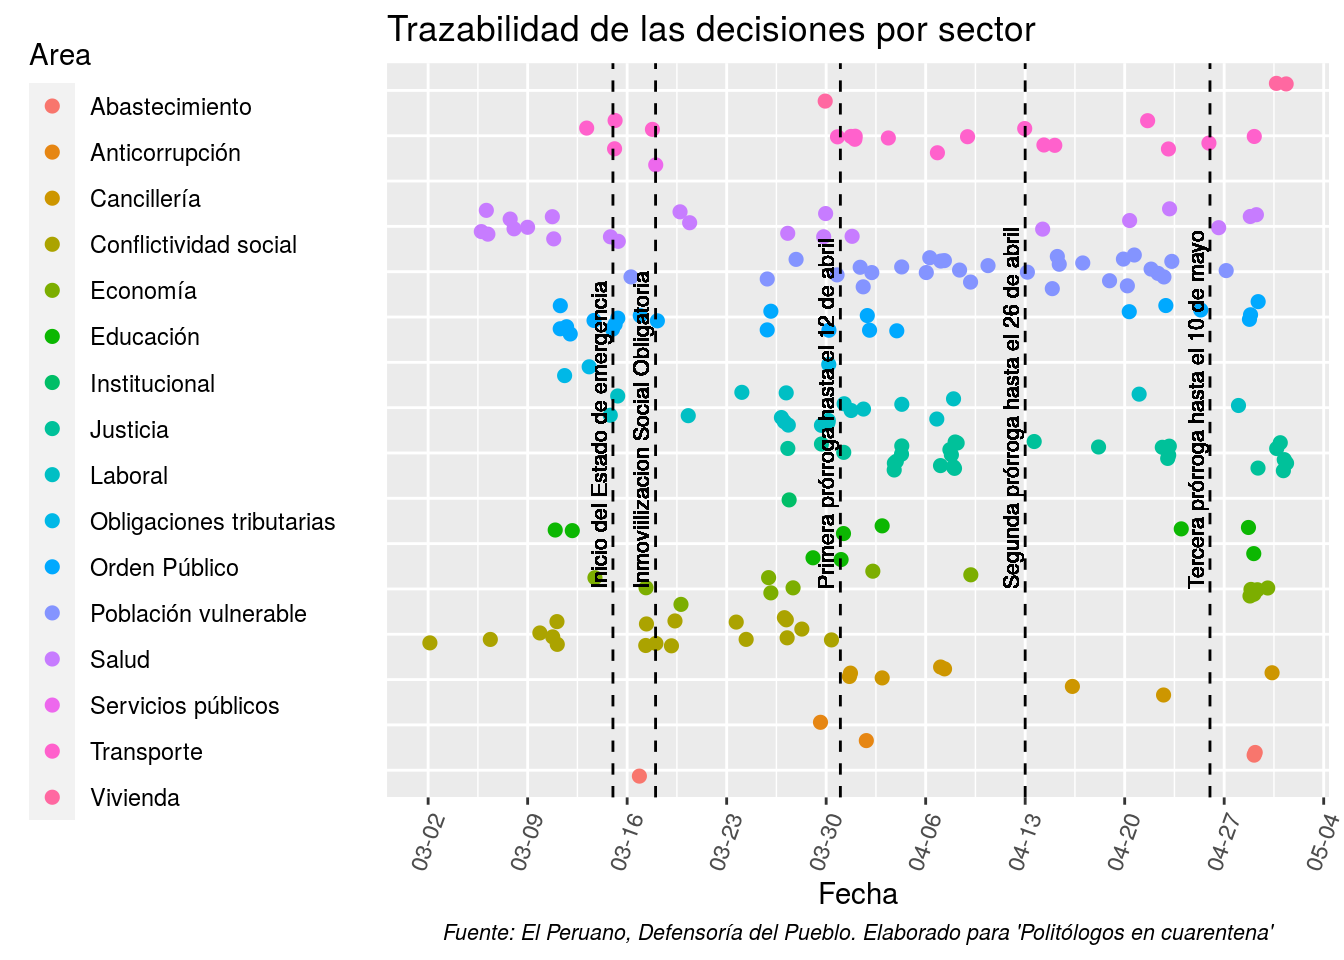 Trazabilidad de las decisiones por sector
Area
Abastecimiento
Anticorrupción
Cancillería
Conflictividad social
Economía
Educación
Institucional
Justicia
Laboral
Obligaciones tributarias
Orden Público
Población vulnerable
Salud
Servicios públicos
Transporte
Vivienda
Inicio del Estado de emergencia
Inmoviilizacion Social Obligatoria
Primera prórroga hasta el 12 de abril
Segunda prórroga hasta el 26 de abril
Tercera prórroga hasta el 10 de mayo
03-02
03-09
03-16
03-23
03-30
04-06
04-13
04-20
04-27
05-04
Fecha
Fuente: El Peruano, Defensoría del Pueblo. Elaborado para 'Politólogos en cuarentena'